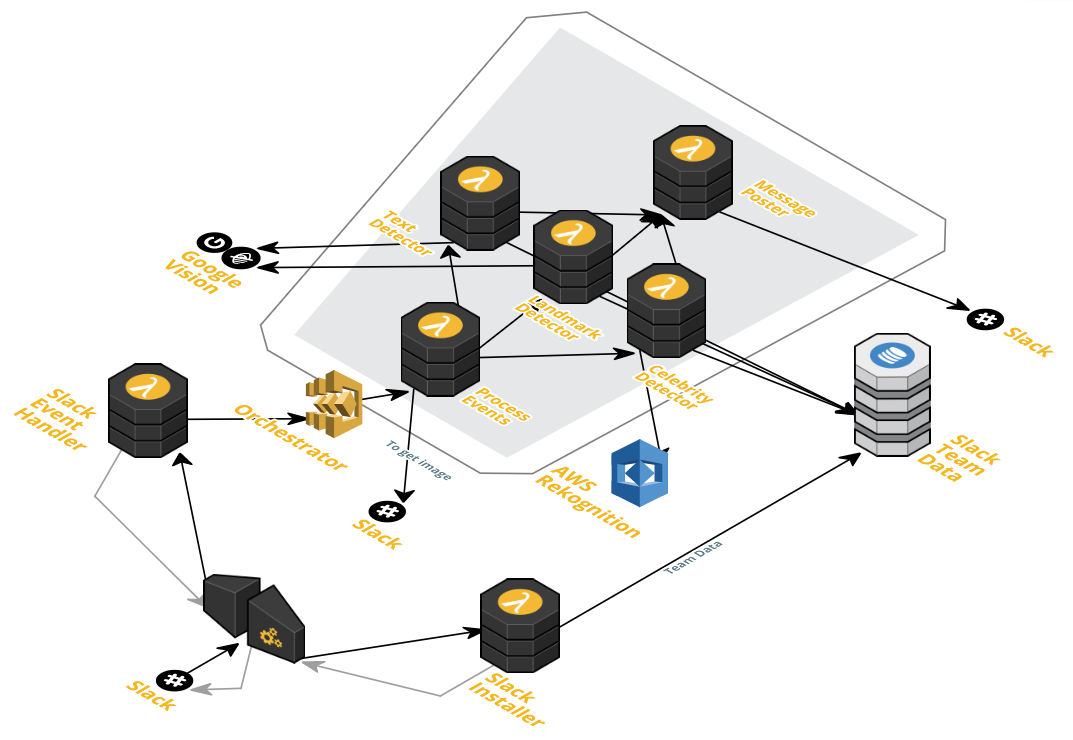 Message
Poster
Text
Detector
Google
Vision
Landmark
Detector
Slack
Celebrity
Detector
Process
Events
Slack
Event
Handler
Orchestrator
To get image
Slack
AWS
Rekognition
Slack
Team
Data
Team Data
Slack
Slack
Installer